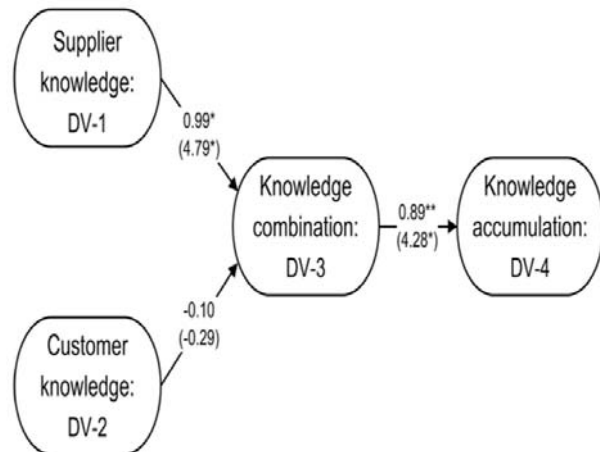 Supplier
knowledge:
DV-1
0.99*
(4.79*)
Knowledge
combination:
DV-3
0.89**
(4.28*)
Knowledge
accumulation:
DV-4
-0.10
(-0.29)
Customer
knowledge:
DV-2